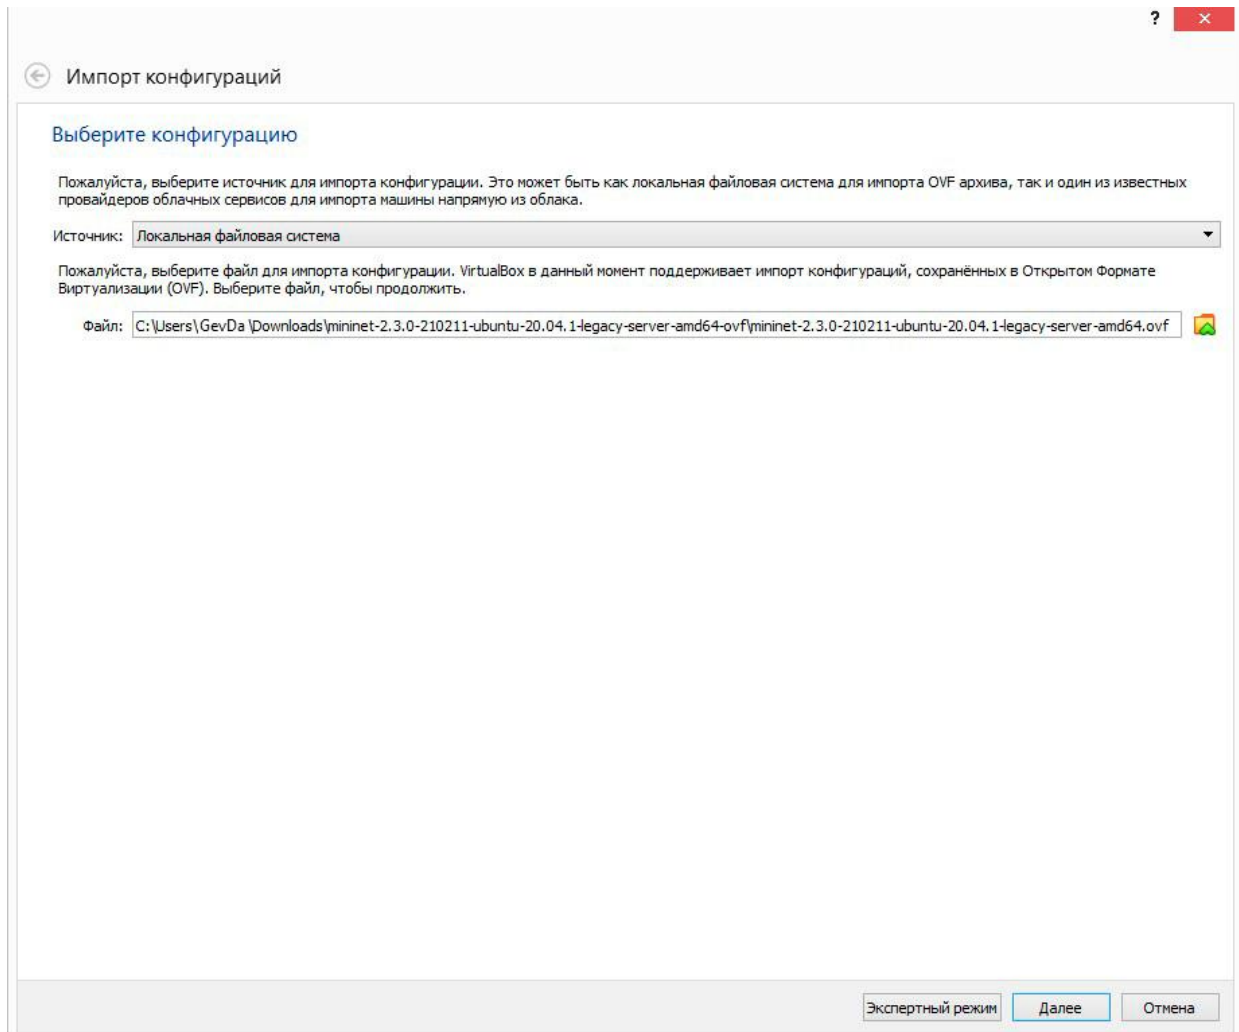 ?
Импорт конфигураций
Выберите конфигурацию
Пожалуйста, выберите источник для импорта конфигурации. Это может быть как локальная файловая система для импорта OVF архива, так и один из известных
провайдеров облачных сервисов для импорта машины напрямую из облака.
Источник: Локальная файловая система
Пожалуйста, выберите файл для импорта конфигурации. VirtualBox в данный момент поддерживает импорт конфигураций, сохранённых в Открытом Формате
Виртуализации (OVF). Выберите файл, чтобы продолжить.
Файл: C:\Users\GevDa \Downloads\mininet-2.3.0-210211-ubuntu-20.04.1-legacy-server-amd64-ovf\mininet-2.3.0-210211-ubuntu-20.04.1-legacy-server-amd64.ovf
Экспертный режим Далее Отмена